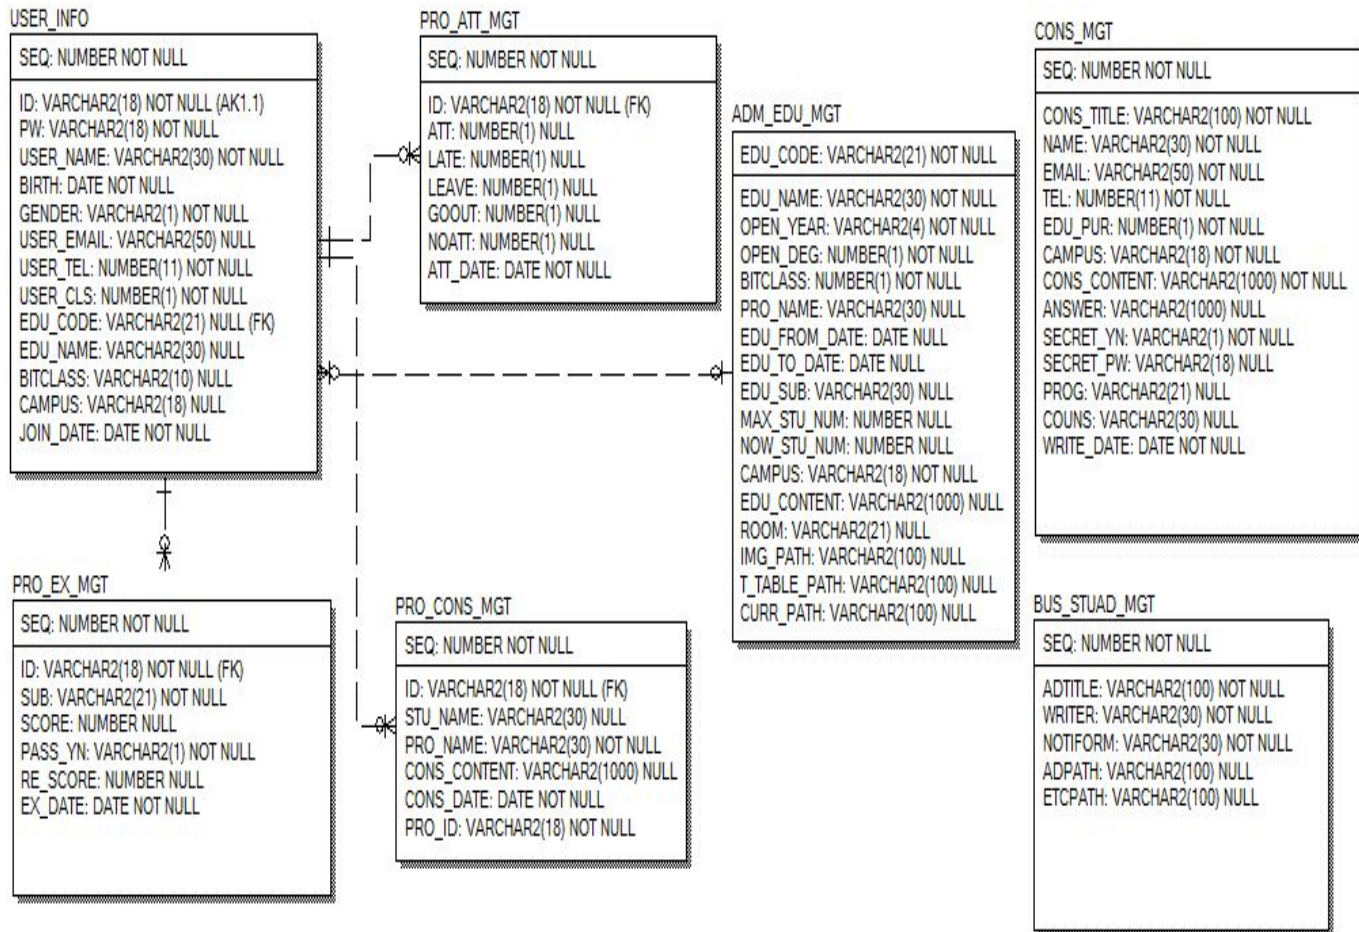 USER_INFO
SEQ: NUMBER NOT NULL
ID: VARCHAR2(18) NOT NULL (AK1.1)
PW: VARCHAR2(18) NOT NULL
USER_NAME: VARCHAR2(30) NOT NULL
BIRTH: DATE NOT NULL
GENDER: VARCHAR2(1) NOT NULL
USER_EMAIL: VARCHAR2(50) NULL
USER_TEL: NUMBER(11) NOT NULL
USER_CLS: NUMBER(1) NOT NULL
EDU_CODE: VARCHAR2(21) NULL (FK)
EDU_NAME: VARCHAR2(30) NULL
BITCLASS: VARCHAR2(10) NULL
CAMPUS: VARCHAR2(18) NULL
JOIN_DATE: DATE NOT NULL
PRO_ATT_MGT
SEQ: NUMBER NOT NULL
ID: VARCHAR2(18) NOT NULL (FK)
ATT: NUMBER(1) NULL
LATE: NUMBER(1) NULL
LEAVE: NUMBER(1) NULL
GOOUT: NUMBER(1) NULL
NOATT: NUMBER(1) NULL
ATT_DATE: DATE NOT NULL
ADM_EDU_MGT
EDU_CODE: VARCHAR2(21) NOT NULL
EDU_NAME: VARCHAR2(30) NOT NULL
OPEN_YEAR: VARCHAR2(4) NOT NULL
OPEN_DEG: NUMBER(1) NOT NULL
BITCLASS: NUMBER(1) NOT NULL
PRO_NAME: VARCHAR2(30) NULL
EDU_FROM_DATE: DATE NULL
EDU_TO_DATE: DATE NULL
EDU_SUB: VARCHAR2(30) NULL
MAX_STU_NUM: NUMBER NULL
NOW_STU_NUM: NUMBER NULL
CAMPUS: VARCHAR2(18) NOT NULL
EDU_CONTENT: VARCHAR2(1000) NULL
ROOM: VARCHAR2(21) NULL
IMG_PATH: VARCHAR2(100) NULL
T_TABLE_PATH: VARCHAR2(100) NULL
CURR_PATH: VARCHAR2(100) NULL
CONS_MGT
SEQ: NUMBER NOT NULL
CONS_TITLE: VARCHAR2(100) NOT NULL
NAME: VARCHAR2(30) NOT NULL
EMAIL: VARCHAR2(50) NOT NULL
TEL: NUMBER(11) NOT NULL
EDU_PUR: NUMBER(1) NOT NULL
CAMPUS: VARCHAR2(18) NOT NULL
CONS_CONTENT: VARCHAR2(1000) NOT NULL
ANSWER: VARCHAR2(1000) NULL
SECRET_YN: VARCHAR2(1) NOT NULL
SECRET_PW: VARCHAR2(18) NULL
PROG: VARCHAR2(21) NULL
COUNS: VARCHAR2(30) NULL
WRITE_DATE: DATE NOT NULL
PRO_EX_MGT
SEQ: NUMBER NOT NULL
ID: VARCHAR2(18) NOT NULL (FK)
SUB: VARCHAR2(21) NOT NULL
SCORE: NUMBER NULL
PASS_YN: VARCHAR2(1) NOT NULL
RE_SCORE: NUMBER NULL
EX_DATE: DATE NOT NULL
PRO_CONS_MGT
SEQ: NUMBER NOT NULL
ID: VARCHAR2(18) NOT NULL (FK)
STU_NAME: VARCHAR2(30) NULL
PRO_NAME: VARCHAR2(30) NOT NULL
CONS_CONTENT: VARCHAR2(1000) NULL
CONS_DATE: DATE NOT NULL
PRO_ID: VARCHAR2(18) NOT NULL
BUS_STUAD_MGT
SEQ: NUMBER NOT NULL
ADTITLE: VARCHAR2(100) NOT NULL
WRITER: VARCHAR2(30) NOT NULL
NOTIFORM: VARCHAR2(30) NOT NULL
ADPATH: VARCHAR2(100) NULL
ETCPATH: VARCHAR2(100) NULL